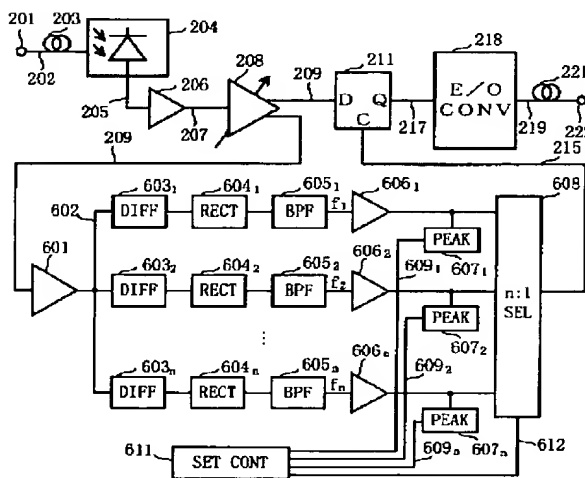 201 203 204 218
202 206 208 209 211 E/O CONV 221
D Q
C
205 207 217 219 222
209 215
602 603₁ 604₁ 605₁ 606₁ 608
DIFF RECT BPF f₁
601 PEAK
603₂ 604₂ 605₂ 606₂ 609₁ 607₁
DIFF RECT BPF f₂ n:1 SEL
PEAK
⋮ 607₂
603ₙ 604ₙ 605ₙ 606ₙ 609₂
DIFF RECT BPF fₙ
PEAK
611 SET CONT 609ₙ 607ₙ 612